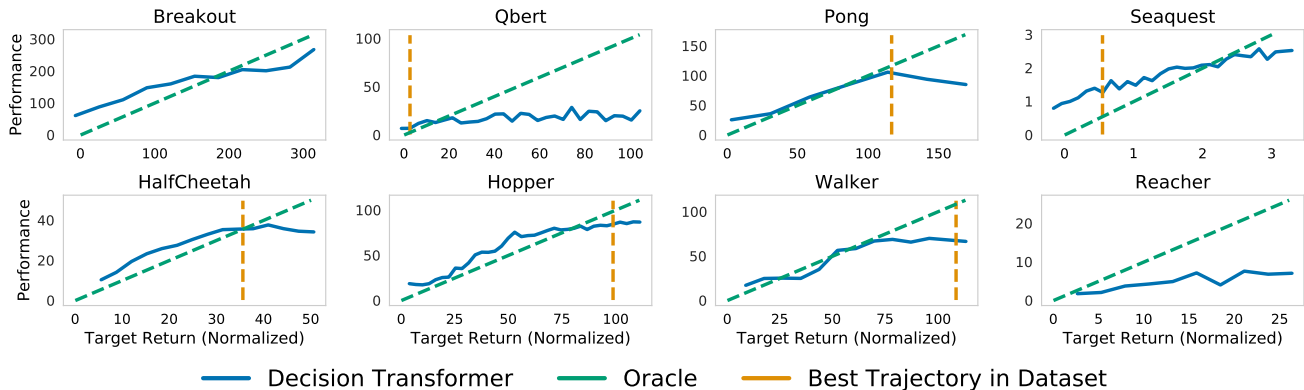 Breakout
Performance
300
200
100
0
0 100 200 300
Qbert
100
50
0
0 20 40 60 80 100
Pong
150
100
50
0
0 50 100 150
Seaquest
3
2
1
0
0 1 2 3
HalfCheetah
Performance
40
20
0
0 10 20 30 40 50
Target Return (Normalized)
Hopper
100
50
0
0 25 50 75 100
Target Return (Normalized)
Walker
100
50
0
0 25 50 75 100
Target Return (Normalized)
Reacher
20
10
0
0 5 10 15 20 25
Target Return (Normalized)
Decision Transformer Oracle Best Trajectory in Dataset